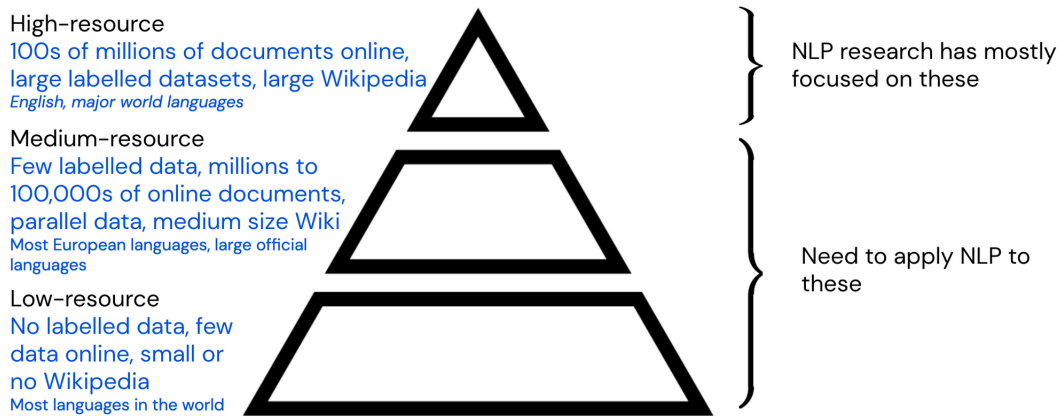 High-resource
100s of millions of documents online,
large labelled datasets, large Wikipedia
English, major world languages
Medium-resource
Few labelled data, millions to
100,000s of online documents,
parallel data, medium size Wiki
Most European languages, large official
languages
Low-resource
No labelled data, few
data online, small or
no Wikipedia
Most languages in the world
NLP research has mostly
focused on these
Need to apply NLP to
these